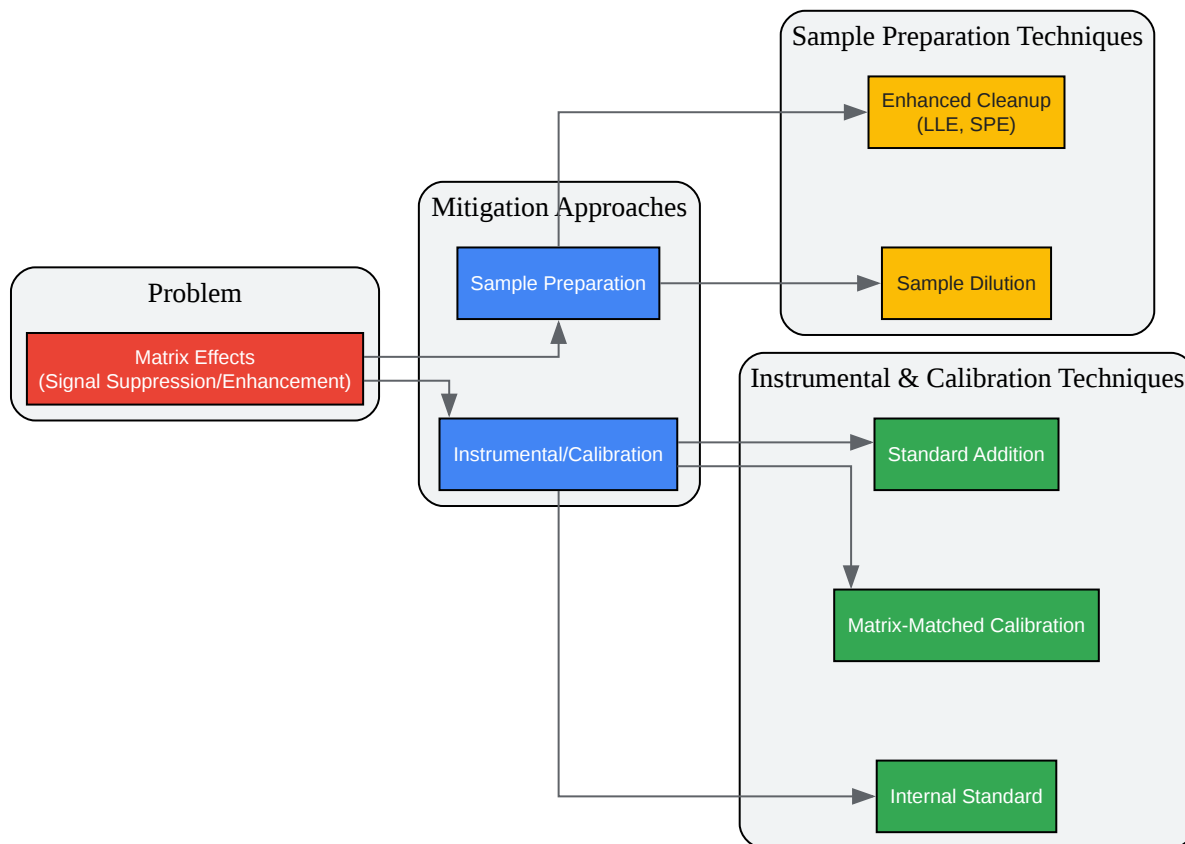 Problem
Matrix Effects
(Signal Suppression/Enhancement)
Mitigation Approaches
Sample Preparation
Instrumental/Calibration
Sample Preparation Techniques
Enhanced Cleanup
(LLE, SPE)
Sample Dilution
Instrumental & Calibration Techniques
Standard Addition
Matrix-Matched Calibration
Internal Standard